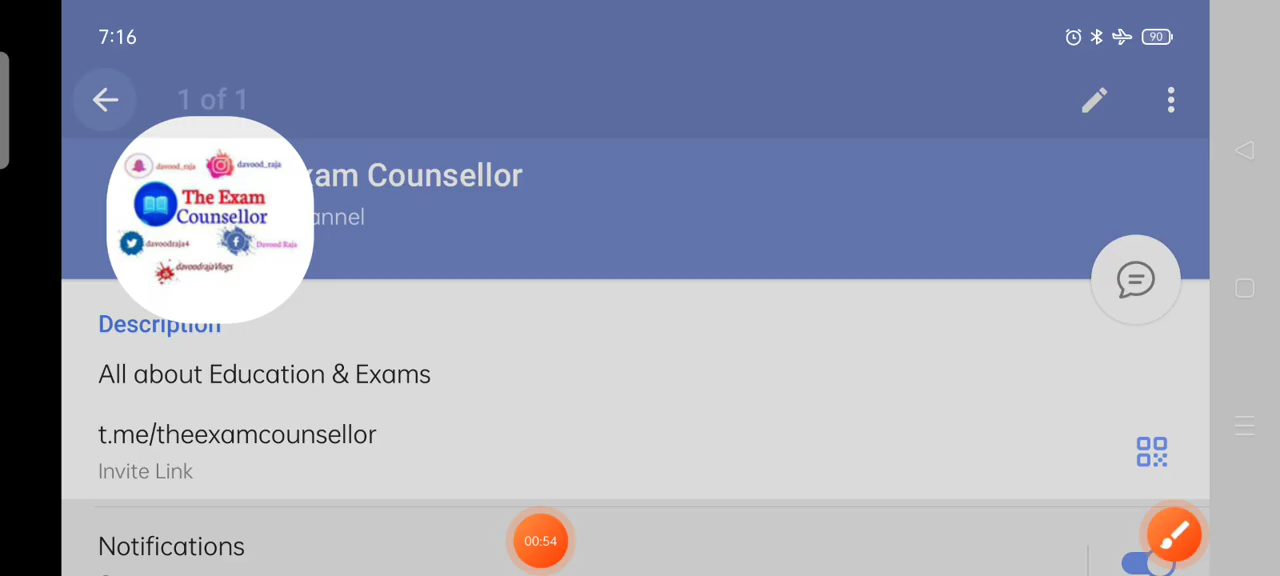 7:16
90
1 of 1
xam Counsellor
annel
davood_raja
davood_raja
The Exam
Counsellor
davoodraja4
Davood Raja
davoodrajaVlogs
Description
All about Education & Exams
t.me/theexamcounsellor
Invite Link
Notifications
00:54